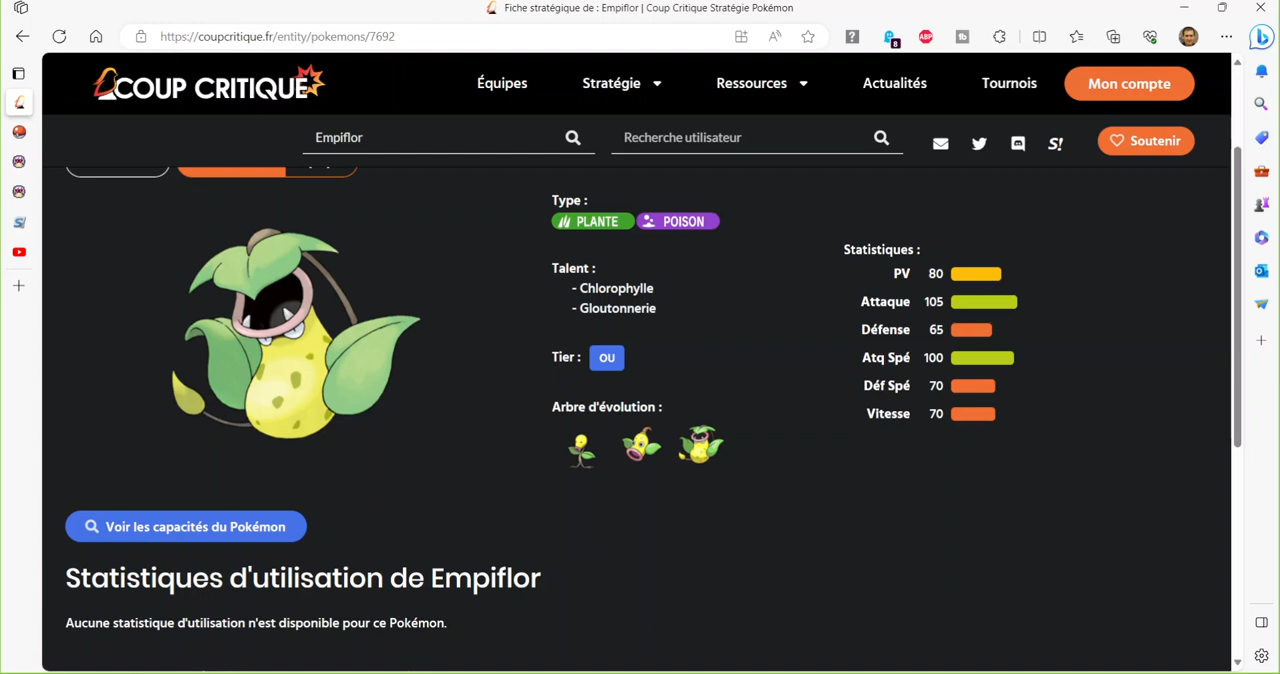 Fiche stratégique de : Empiflor | Coup Critique Stratégie Pokémon
https://coupcritique.fr/entity/pokemons/7692
8
ABP
COUP CRITIQUE
Équipes
Stratégie
Ressources
Actualités
Tournois
Mon compte
Empiflor
Recherche utilisateur
S!
Soutenir
Type :
PLANTE
POISON
Talent :
- Chlorophylle
- Gloutonnerie
Tier :
OU
Arbre d'évolution :
Statistiques :
PV 80
Attaque 105
Défense 65
Atq Spé 100
Déf Spé 70
Vitesse 70
Voir les capacités du Pokémon
Statistiques d'utilisation de Empiflor
Aucune statistique d'utilisation n'est disponible pour ce Pokémon.